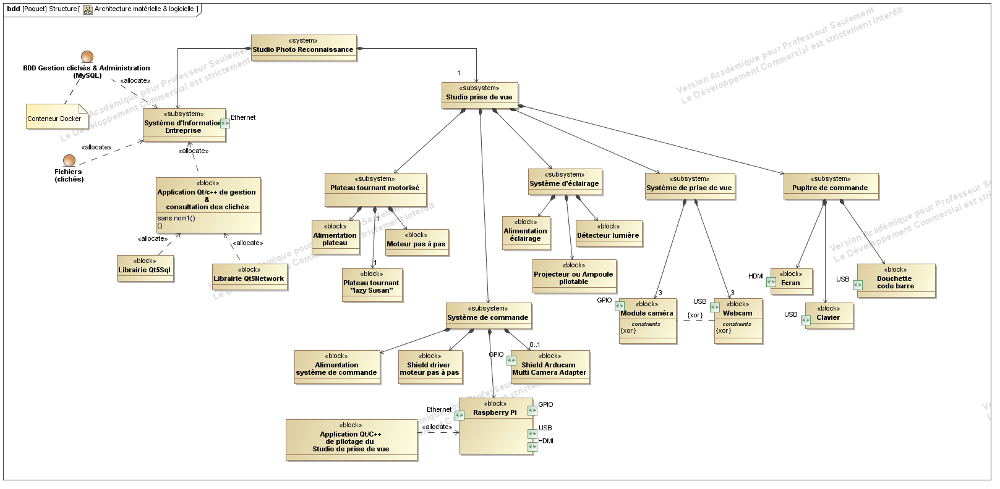 bdd [Paquet] Structure [ Architecture matérielle & logicielle ]
Version Académique pour Professeur Seulement
Le Développement Commercial est strictement interdit
«system»
Studio Photo Reconnaissance
BDD Gestion clichés & Administration
(MySQL)
«allocate»
Conteneur Docker
«subsystem»
Système d'Information
Entreprise
Ethernet
«allocate»
Fichiers
(clichés)
«allocate»
«block»
Application Qt/c++ de gestion
&
consultation des clichés
sans nom1()
()
«allocate»
«allocate»
«block»
Librairie Qt5Sql
«block»
Librairie Qt5Network
1
«subsystem»
Studio prise de vue
«subsystem»
Plateau tournant motorisé
«block»
Alimentation
plateau
1
1
«block»
Plateau tournant
"lazy Susan"
«block»
Moteur pas à pas
«subsystem»
Système d'éclairage
«block»
Alimentation
éclairage
«block»
Projecteur ou Ampoule
pilotable
«block»
Détecteur lumière
«subsystem»
Système de prise de vue
3
GPIO
«block»
Module caméra
constraints
{xor}
{xor}
3
USB
«block»
Webcam
constraints
{xor}
«subsystem»
Pupitre de commande
HDMI
«block»
Ecran
USB
«block»
Clavier
USB
«block»
Douchette
code barre
«subsystem»
Système de commande
«block»
Alimentation
système de commande
«block»
Shield driver
moteur pas à pas
0..1
GPIO
«block»
Shield Arducam
Multi Camera Adapter
Ethernet
«block»
Raspberry Pi
GPIO
USB
HDMI
«allocate»
«block»
Application Qt/C++
de pilotage du
Studio de prise de vue